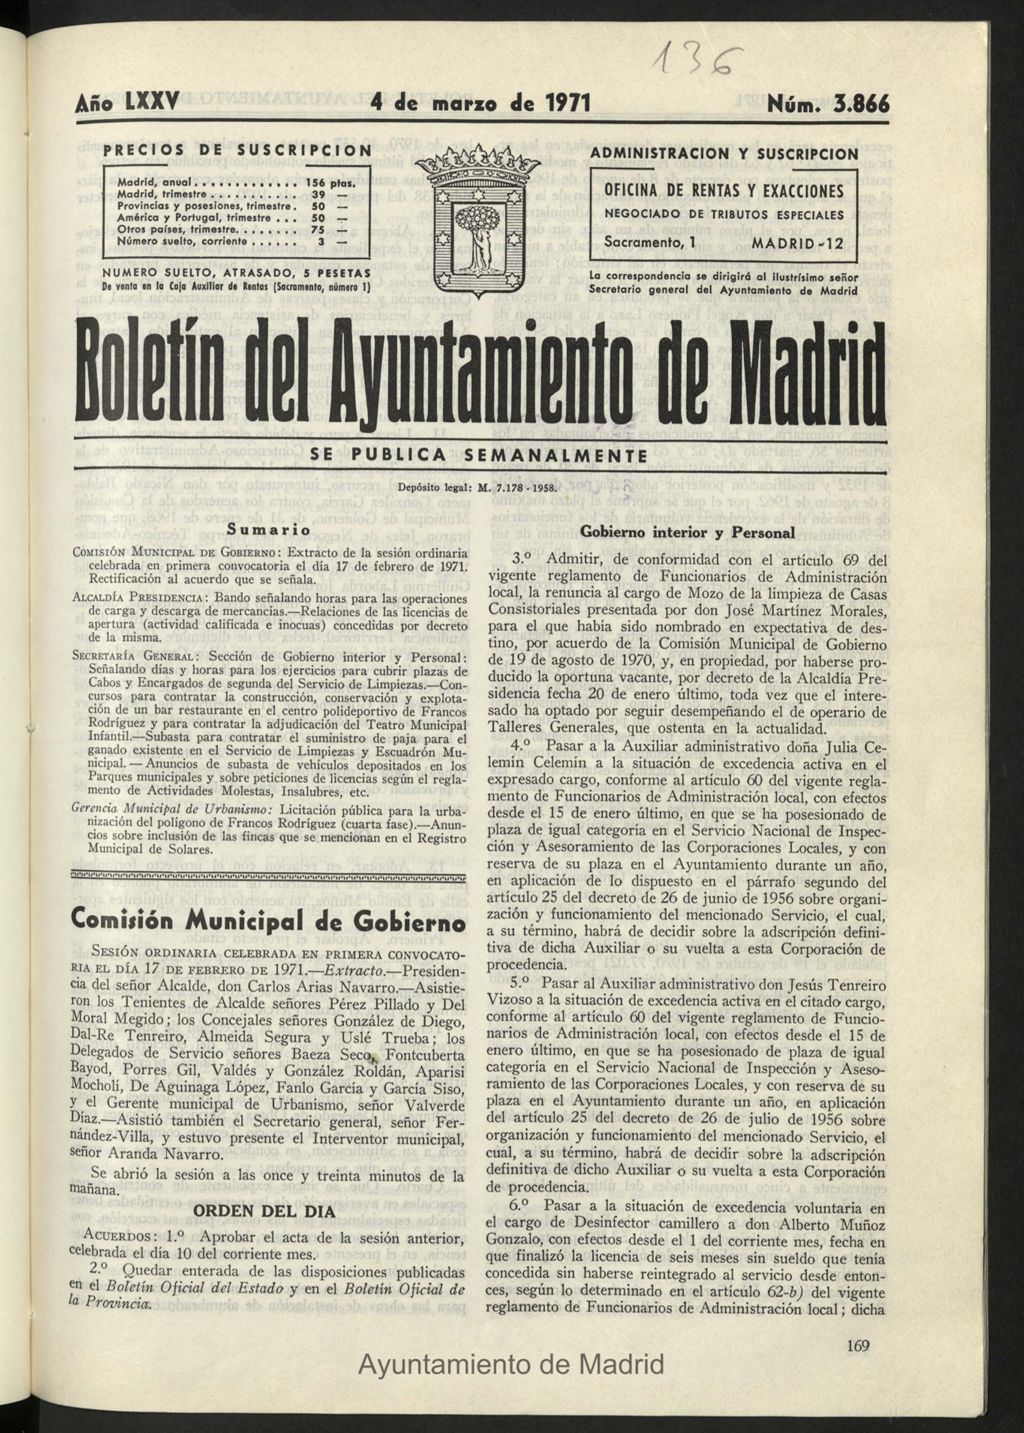 136
Año LXXV 4 de marzo de 1971 Núm. 3.866
PRECIOS DE SUSCRIPCION
Madrid, anual............. 156 ptas.
Madrid, trimestre........... 39 —
Provincias y posesiones, trimestre. 50 —
América y Portugal, trimestre ... 50 —
Otros países, trimestre........ 75 —
Número suelto, corriente ...... 3 —
NUMERO SUELTO, ATRASADO, 5 PESETAS
De venta en la Caja Auxiliar de Rentas (Sacramento, número 1)
ADMINISTRACION Y SUSCRIPCION
OFICINA DE RENTAS Y EXACCIONES
NEGOCIADO DE TRIBUTOS ESPECIALES
Sacramento, 1 MADRID-12
La correspondencia se dirigirá al ilustrísimo señor
Secretario general del Ayuntamiento de Madrid
Boletín del Ayuntamiento de Madrid
SE PUBLICA SEMANALMENTE
Depósito legal: M. 7.178 - 1958.
Sumario
COMISIÓN MUNICIPAL DE GOBIERNO: Extracto de la sesión ordinaria
celebrada en primera convocatoria el día 17 de febrero de 1971.
Rectificación al acuerdo que se señala.
ALCALDÍA PRESIDENCIA: Bando señalando horas para las operaciones
de carga y descarga de mercancías.—Relaciones de las licencias de
apertura (actividad calificada e inocuas) concedidas por decreto
de la misma.
SECRETARÍA GENERAL: Sección de Gobierno interior y Personal:
Señalando días y horas para los ejercicios para cubrir plazas de
Cabos y Encargados de segunda del Servicio de Limpiezas.—Con-
cursos para contratar la construcción, conservación y explota-
ción de un bar restaurante en el centro polideportivo de Francos
Rodríguez y para contratar la adjudicación del Teatro Municipal
Infantil.—Subasta para contratar el suministro de paja para el
ganado existente en el Servicio de Limpiezas y Escuadrón Mu-
nicipal. — Anuncios de subasta de vehículos depositados en los
Parques municipales y sobre peticiones de licencias según el regla-
mento de Actividades Molestas, Insalubres, etc.
Gerencia Municipal de Urbanismo: Licitación pública para la urba-
nización del polígono de Francos Rodríguez (cuarta fase).—Anun-
cios sobre inclusión de las fincas que se mencionan en el Registro
Municipal de Solares.
Comisión Municipal de Gobierno
SESIÓN ORDINARIA CELEBRADA EN PRIMERA CONVOCATO-
RIA EL DÍA 17 DE FEBRERO DE 1971.—Extracto.—Presiden-
cia del señor Alcalde, don Carlos Arias Navarro.—Asistie-
ron los Tenientes de Alcalde señores Pérez Pillado y Del
Moral Megido; los Concejales señores González de Diego,
Dal-Re Tenreiro, Almeida Segura y Uslé Trueba; los
Delegados de Servicio señores Baeza Seco, Fontcuberta
Bayod, Porres Gil, Valdés y González Roldán, Aparisi
Mocholí, De Aguinaga López, Fanlo García y García Siso,
y el Gerente municipal de Urbanismo, señor Valverde
Díaz.—Asistió también el Secretario general, señor Fer-
nández-Villa, y estuvo presente el Interventor municipal,
señor Aranda Navarro.
Se abrió la sesión a las once y treinta minutos de la
mañana.
ORDEN DEL DIA
ACUERDOS: 1.º Aprobar el acta de la sesión anterior,
celebrada el día 10 del corriente mes.
2.º Quedar enterada de las disposiciones publicadas
en el Boletín Oficial del Estado y en el Boletín Oficial de
la Provincia.
Gobierno interior y Personal
3.º Admitir, de conformidad con el artículo 69 del
vigente reglamento de Funcionarios de Administración
local, la renuncia al cargo de Mozo de la limpieza de Casas
Consistoriales presentada por don José Martínez Morales,
para el que había sido nombrado en expectativa de des-
tino, por acuerdo de la Comisión Municipal de Gobierno
de 19 de agosto de 1970, y, en propiedad, por haberse pro-
ducido la oportuna vacante, por decreto de la Alcaldía Pre-
sidencia fecha 20 de enero último, toda vez que el intere-
sado ha optado por seguir desempeñando el de operario de
Talleres Generales, que ostenta en la actualidad.
4.º Pasar a la Auxiliar administrativo doña Julia Ce-
lemín Celemín a la situación de excedencia activa en el
expresado cargo, conforme al artículo 60 del vigente regla-
mento de Funcionarios de Administración local, con efectos
desde el 15 de enero último, en que se ha posesionado de
plaza de igual categoría en el Servicio Nacional de Inspec-
ción y Asesoramiento de las Corporaciones Locales, y con
reserva de su plaza en el Ayuntamiento durante un año,
en aplicación de lo dispuesto en el párrafo segundo del
artículo 25 del decreto de 26 de junio de 1956 sobre organi-
zación y funcionamiento del mencionado Servicio, el cual,
a su término, habrá de decidir sobre la adscripción defini-
tiva de dicha Auxiliar o su vuelta a esta Corporación de
procedencia.
5.º Pasar al Auxiliar administrativo don Jesús Tenreiro
Vizoso a la situación de excedencia activa en el citado cargo,
conforme al artículo 60 del vigente reglamento de Funcio-
narios de Administración local, con efectos desde el 15 de
enero último, en que se ha posesionado de plaza de igual
categoría en el Servicio Nacional de Inspección y Aseso-
ramiento de las Corporaciones Locales, y con reserva de su
plaza en el Ayuntamiento durante un año, en aplicación
del artículo 25 del decreto de 26 de julio de 1956 sobre
organización y funcionamiento del mencionado Servicio, el
cual, a su término, habrá de decidir sobre la adscripción
definitiva de dicho Auxiliar o su vuelta a esta Corporación
de procedencia.
6.º Pasar a la situación de excedencia voluntaria en
el cargo de Desinfector camillero a don Alberto Muñoz
Gonzalo, con efectos desde el 1 del corriente mes, fecha en
que finalizó la licencia de seis meses sin sueldo que tenía
concedida sin haberse reintegrado al servicio desde enton-
ces, según lo determinado en el artículo 62-b) del vigente
reglamento de Funcionarios de Administración local; dicha
169
Ayuntamiento de Madrid